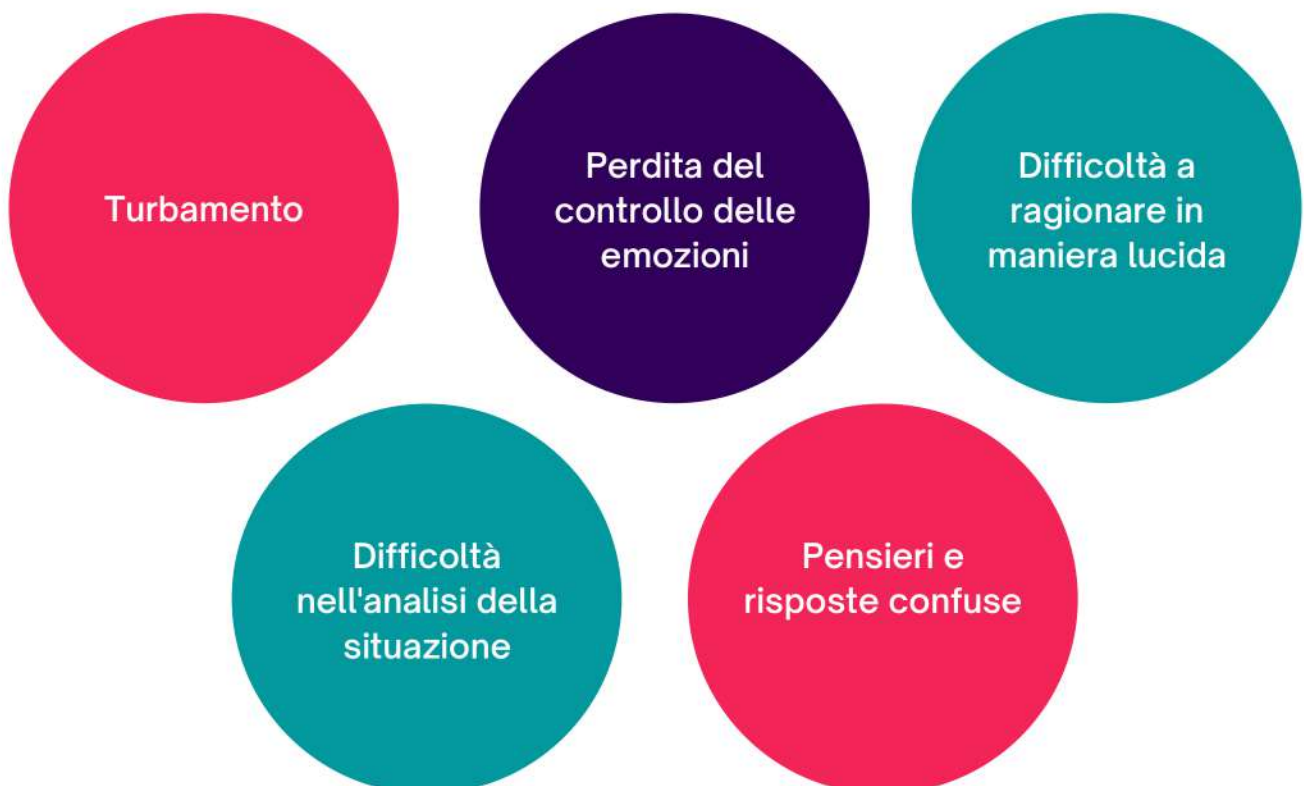 Turbamento
Perdita del
controllo delle
emozioni
Difficoltà a
ragionare in
maniera lucida
Difficoltà
nell'analisi della
situazione
Pensieri e
risposte confuse